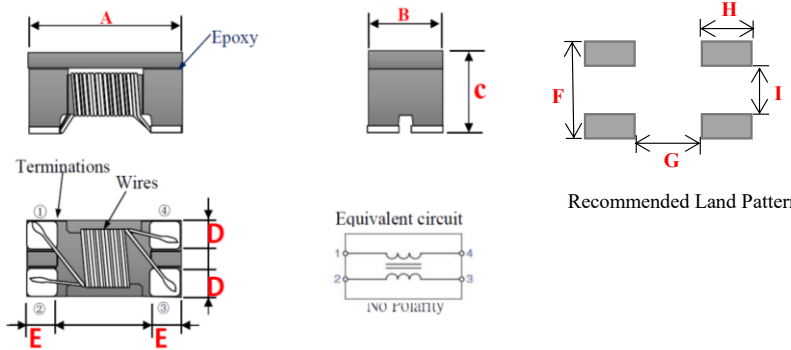 A
Epoxy
B
C
H
F
I
G
Recommended Land Pattern
Terminations
Wires
①
④
D
D
②
③
E
E
Equivalent circuit
1
4
2
3
No Polarity